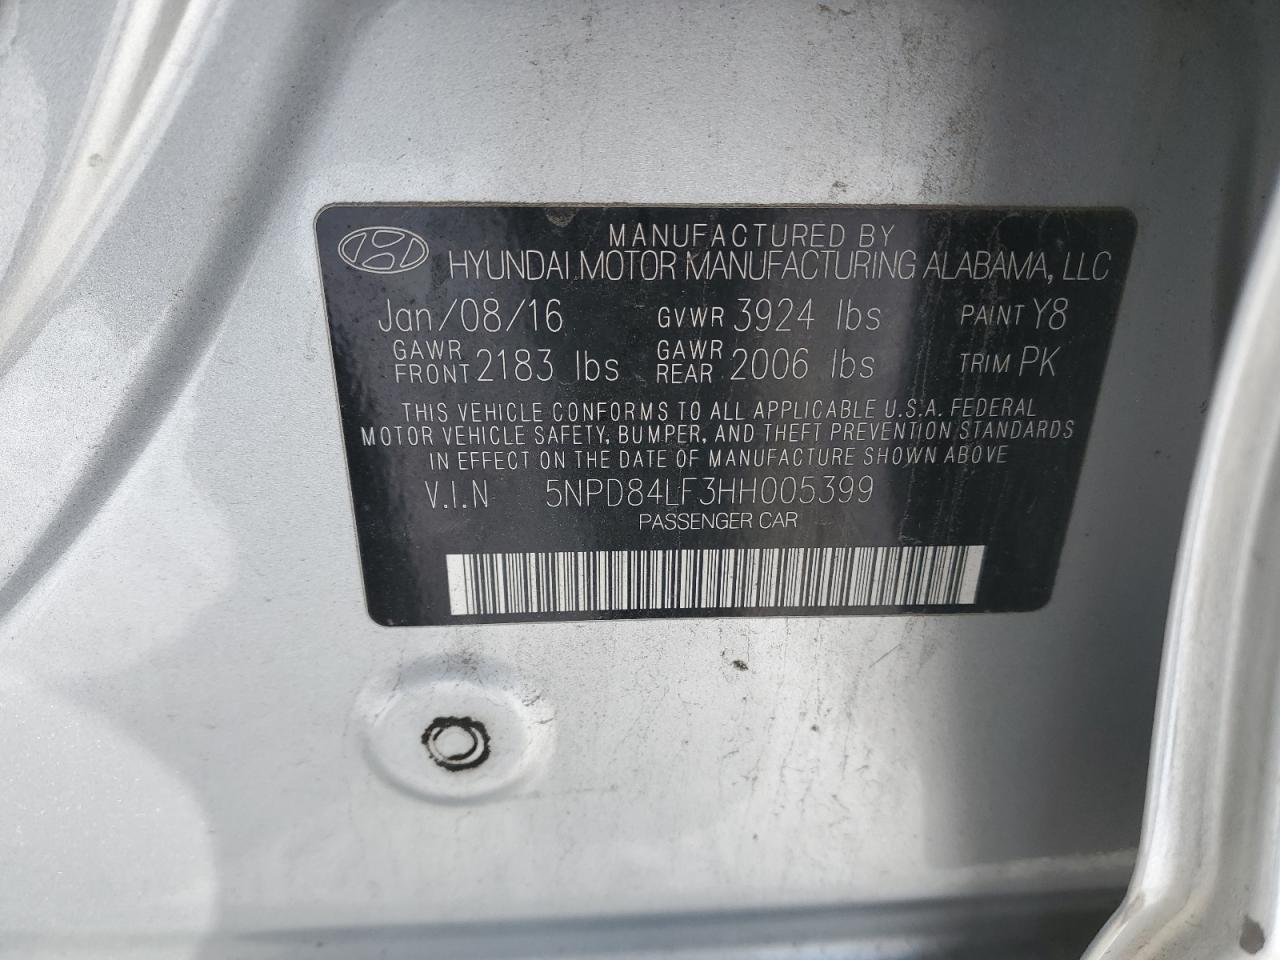 MANUFACTURED BY
HYUNDAI MOTOR MANUFACTURING ALABAMA, LLC
Jan/08/16 GVWR 3924 lbs PAINT Y8
GAWR FRONT 2183 lbs GAWR REAR 2006 lbs TRIM PK
THIS VEHICLE CONFORMS TO ALL APPLICABLE U.S.A. FEDERAL
MOTOR VEHICLE SAFETY, BUMPER, AND THEFT PREVENTION STANDARDS
IN EFFECT ON THE DATE OF MANUFACTURE SHOWN ABOVE
V.I.N 5NPD84LF3HH005399
PASSENGER CAR